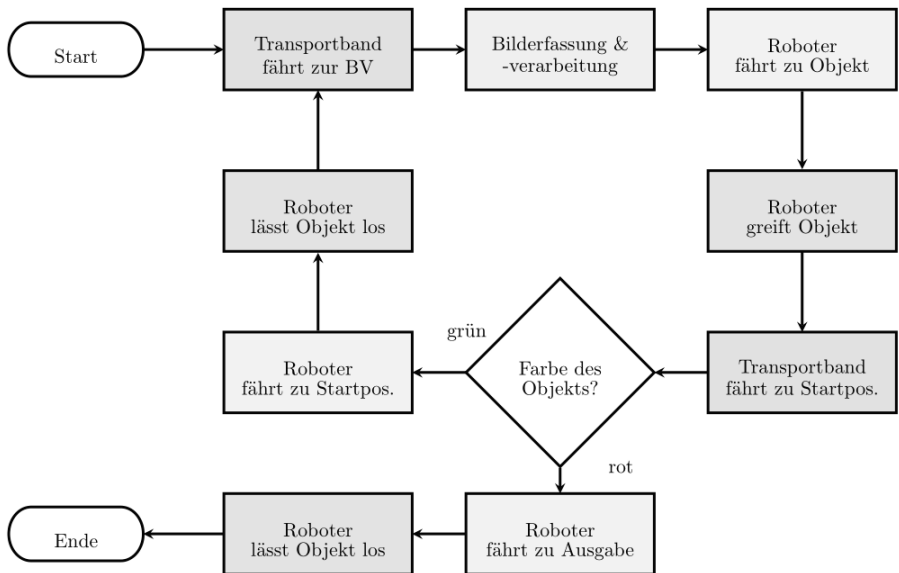 Start
Transportband
fährt zur BV
Bilderfassung &
-verarbeitung
Roboter
fährt zu Objekt
Roboter
lässt Objekt los
Roboter
greift Objekt
grün
Roboter
fährt zu Startpos.
Farbe des
Objekts?
Transportband
fährt zu Startpos.
rot
Ende
Roboter
lässt Objekt los
Roboter
fährt zu Ausgabe